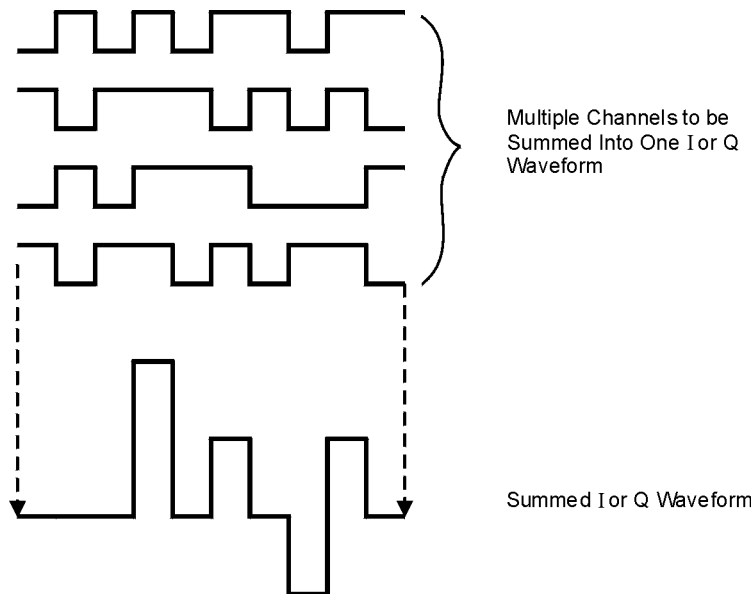 Multiple Channels to be
Summed Into One I or Q
Waveform
Summed I or Q Waveform